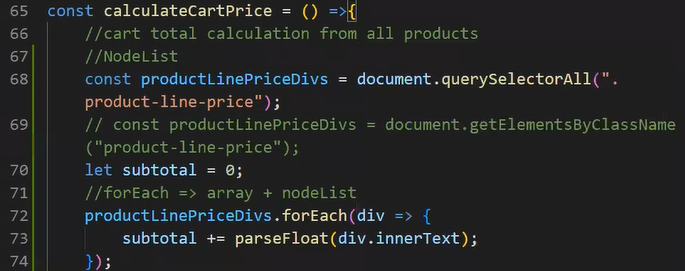 65 const calculateCartPrice = () =>{
66 //cart total calculation from all products
67 //NodeList
68 const productLinePriceDivs = document.querySelectorAll(".
product-line-price");
69 // const productLinePriceDivs = document.getElementsByClassName
("product-line-price");
70 let subtotal = 0;
71 //forEach => array + nodeList
72 productLinePriceDivs.forEach(div => {
73 subtotal += parseFloat(div.innerText);
74 });